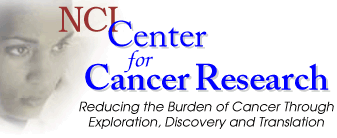 NCI
Center
for
Cancer Research
Reducing the Burden of Cancer Through
Exploration, Discovery and Translation